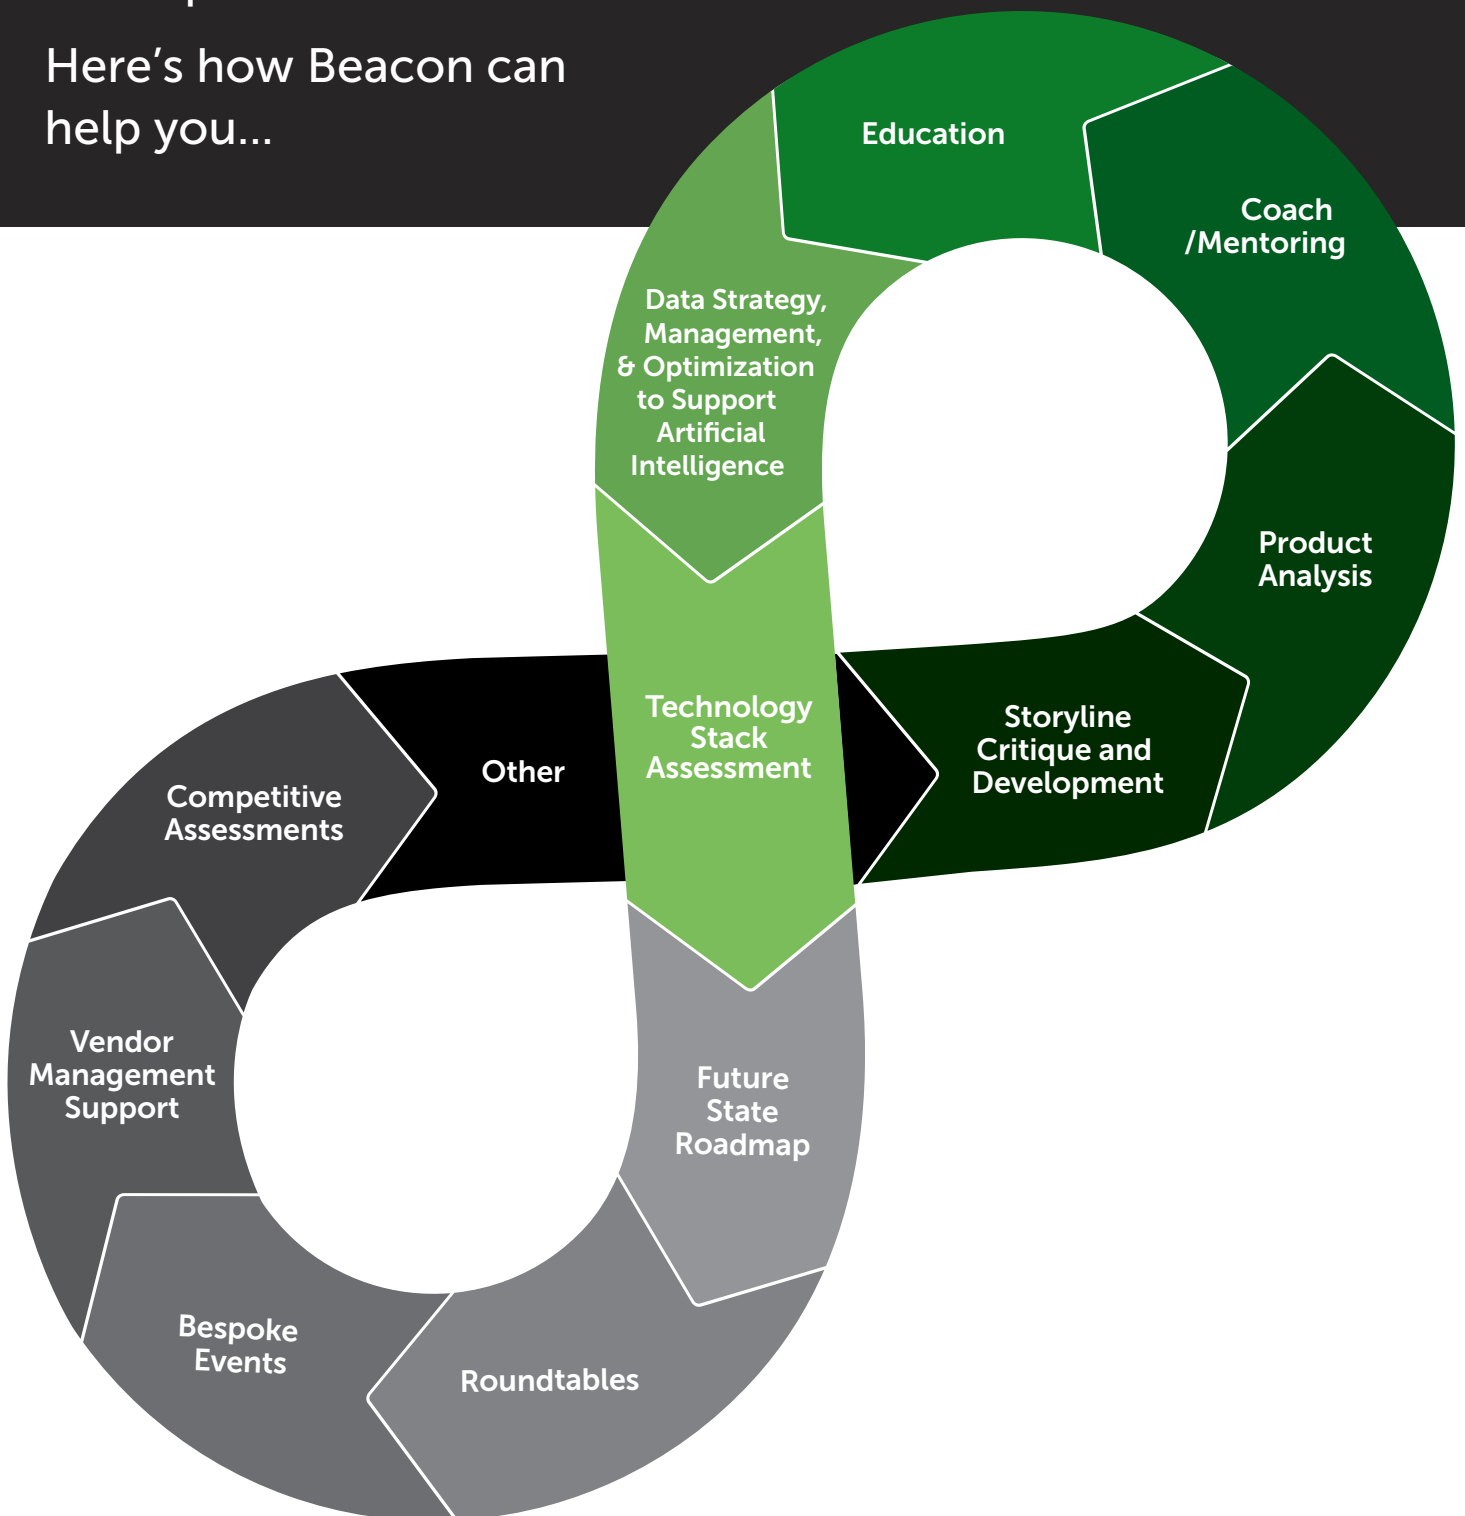 Here's how Beacon can
help you...
Education
Coach
/Mentoring
Data Strategy,
Management,
& Optimization
to Support
Artificial
Intelligence
Product
Analysis
Technology
Stack
Assessment
Storyline
Critique and
Development
Other
Competitive
Assessments
Vendor
Management
Support
Future
State
Roadmap
Bespoke
Events
Roundtables